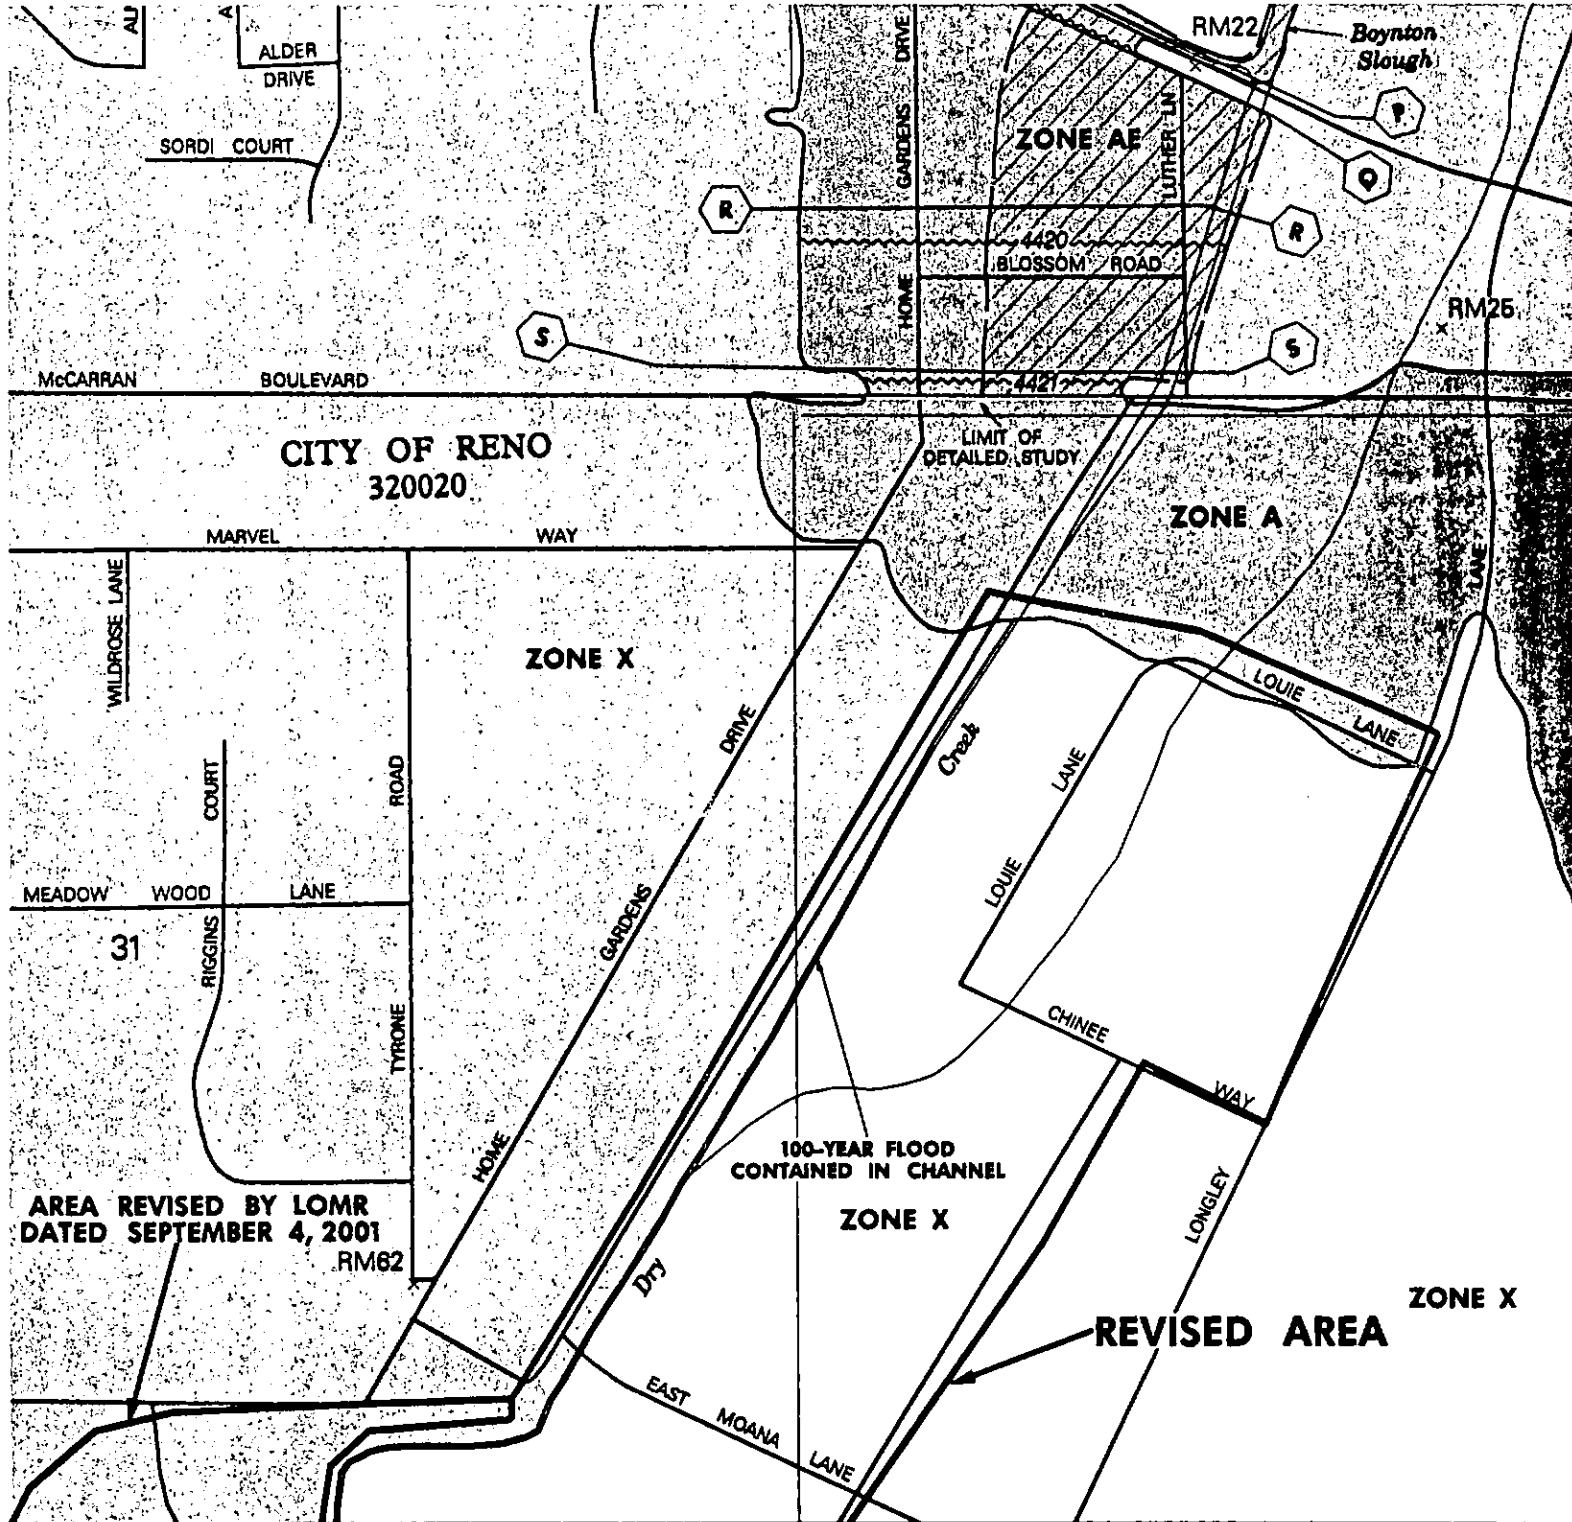 ALDER
DRIVE
SORDI COURT
GARDENS DRIVE
HOME
RM22
Boynton
Slough
P
Q
ZONE AE
LUTHER LN
R
R
4420
BLOSSOM ROAD
RM25
S
S
4421
McCARRAN BOULEVARD
CITY OF RENO
320020
LIMIT OF
DETAILED STUDY
ZONE A
LANE
MARVEL WAY
WILDROSE LANE
ZONE X
LOUIE LANE
DRIVE
GARDENS
HOME
Creek
Dry
LOUIE LANE
RIGGINS COURT
TYRONE ROAD
MEADOW WOOD LANE
31
CHINEE WAY
100-YEAR FLOOD
CONTAINED IN CHANNEL
ZONE X
LONGLEY
AREA REVISED BY LOMR
DATED SEPTEMBER 4, 2001
RM62
ZONE X
REVISED AREA
EAST MOANA LANE